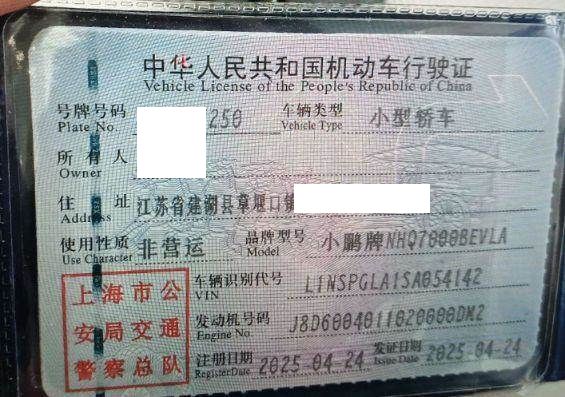 中华人民共和国机动车行驶证
Vehicle License of the People's Republic of China
号牌号码 250 车辆类型 小型轿车
Plate No. Vehicle Type
所有人
Owner
住址 江苏省建湖县草堰口镇
Address
使用性质 非营运 品牌型号 小鹏牌NHQ7000BEVLA
Use Character Model
上海市公
安局交通
警察总队
车辆识别代号 L1NSPGLA1SA054142
VIN
发动机号码 J8D6004011020000DM2
Engine No.
注册日期 2025-04-24 发证日期 2025-04-24
Register Date Issue Date